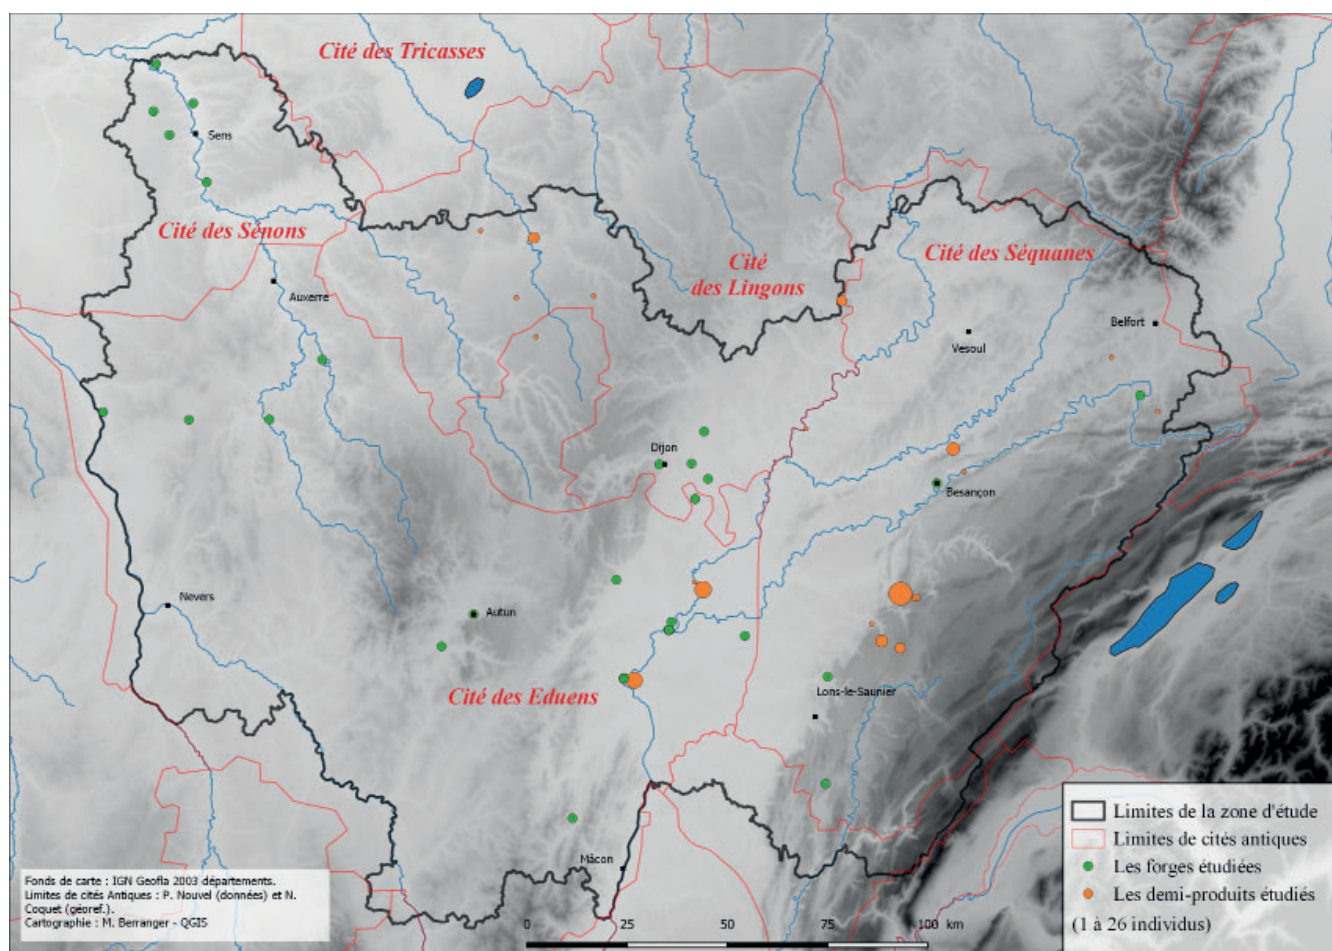 Cité des Tricasses
Sens
Cité des Sénons
Cité
des Lingons
Cité des Séquanes
Auxerre
Belfort
Vesoul
Dijon
Besançon
Nevers
Autun
Cité des Eduens
Lons-le-Saunier
Mâcon
Limites de la zone d'étude
Limites de cités antiques
Les forges étudiées
Les demi-produits étudiés
(1 à 26 individus)
Fonds de carte : IGN Geofla 2003 départements.
Limites de cités Antiques : P. Nouvel (données) et N.
Coquet (géoref.).
Cartographie : M. Berranger - QGIS
0 25 50 75 100 km